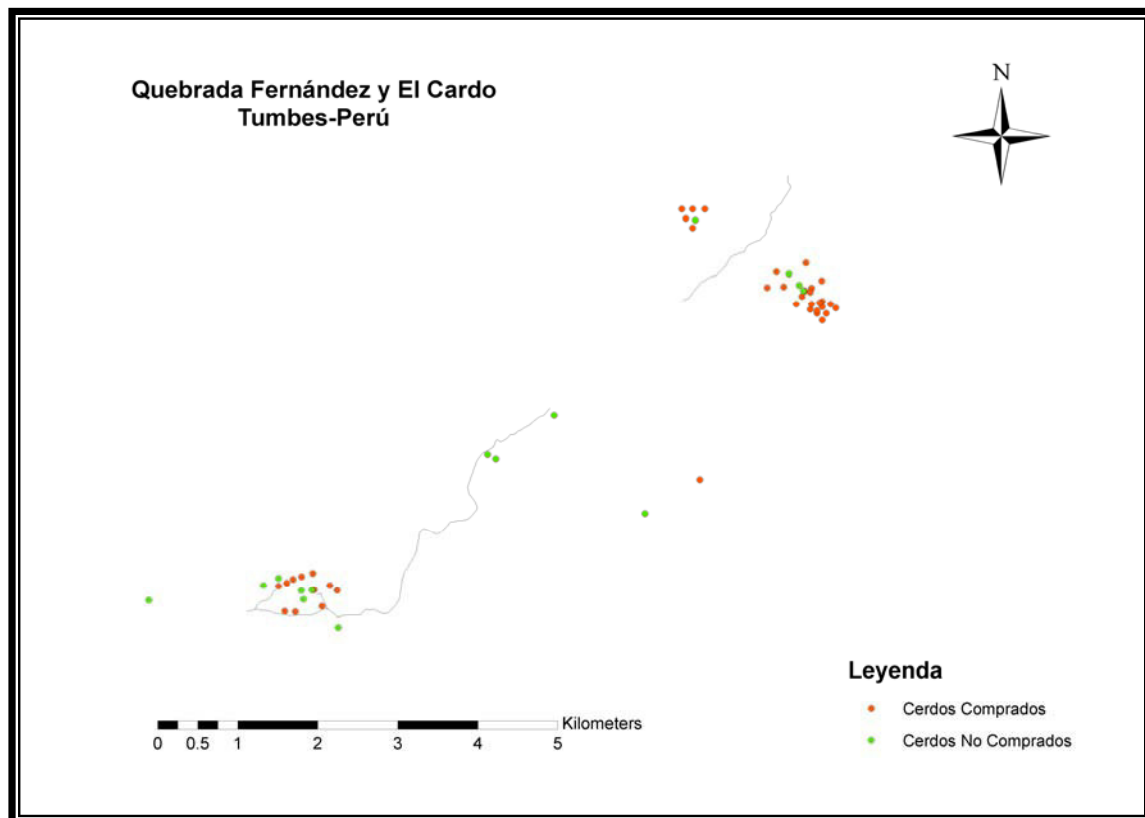 Quebrada Fernández y El Cardo
Tumbes-Perú
N
Leyenda
Cerdos Comprados
Cerdos No Comprados
Kilometers
0 0.5 1 2 3 4 5